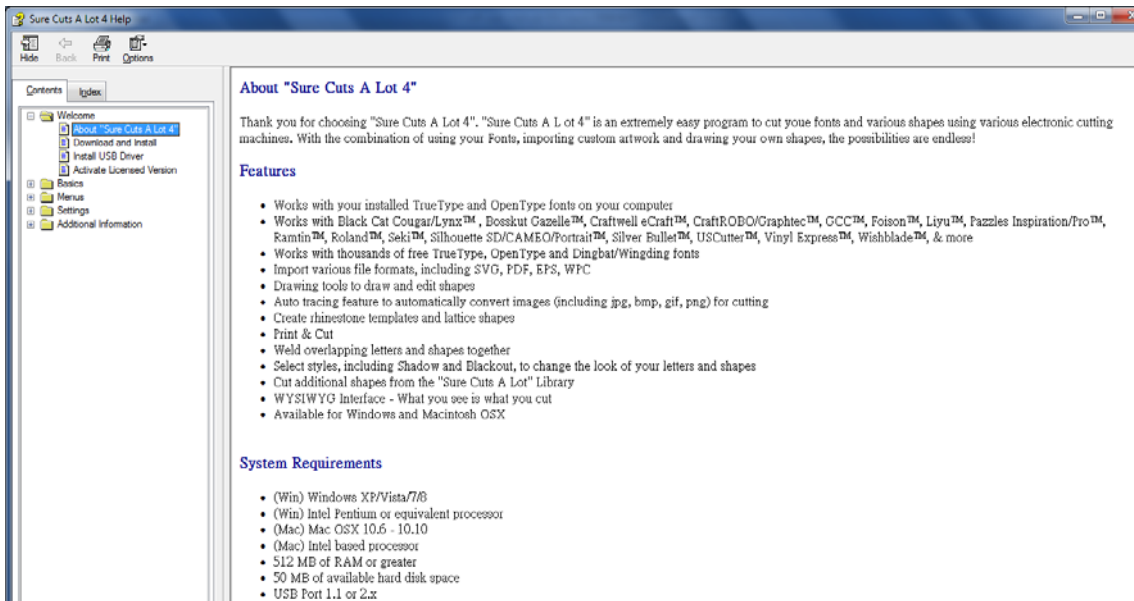 Sure Cuts A Lot 4 Help
Hide Back Print Options
Contents Index
Welcome
About "Sure Cuts A Lot 4"
Download and Install
Install USB Driver
Activate Licensed Version
Basics
Menus
Settings
Additional Information
About "Sure Cuts A Lot 4"
Thank you for choosing "Sure Cuts A Lot 4". "Sure Cuts A L ot 4" is an extremely easy program to cut youe fonts and various shapes using various electronic cutting
machines. With the combination of using your Fonts, importing custom artwork and drawing your own shapes, the possibilities are endless!
Features
• Works with your installed TrueType and OpenType fonts on your computer
• Works with Black Cat Cougar/Lynx™ , Bosskut Gazelle™, Craftwell eCraft™, CraftROBO/Graphtec™, GCC™, Foison™, Liyu™, Pazzles Inspiration/Pro™,
Ramtin™, Roland™, Seki™, Silhouette SD/CAMEO/Portrait™, Silver Bullet™, USCutter™, Vinyl Express™, Wishblade™, & more
• Works with thousands of free TrueType, OpenType and Dingbat/Wingding fonts
• Import various file formats, including SVG, PDF, EPS, WPC
• Drawing tools to draw and edit shapes
• Auto tracing feature to automatically convert images (including jpg, bmp, gif, png) for cutting
• Create rhinestone templates and lattice shapes
• Print & Cut
• Weld overlapping letters and shapes together
• Select styles, including Shadow and Blackout, to change the look of your letters and shapes
• Cut additional shapes from the "Sure Cuts A Lot" Library
• WYSIWYG Interface - What you see is what you cut
• Available for Windows and Macintosh OSX
System Requirements
• (Win) Windows XP/Vista/7/8
• (Win) Intel Pentium or equivalent processor
• (Mac) Mac OSX 10.6 - 10.10
• (Mac) Intel based processor
• 512 MB of RAM or greater
• 50 MB of available hard disk space
• USB Port 1.1 or 2.x